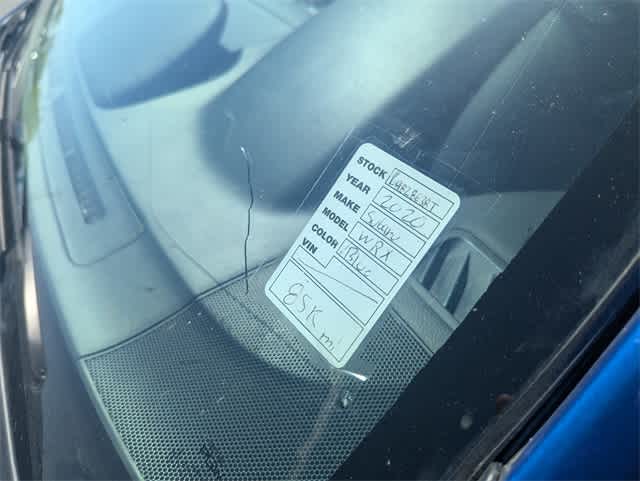 STOCK
YEAR 2020
MAKE Subaru
MODEL WRX
COLOR Blue
VIN
85K mi